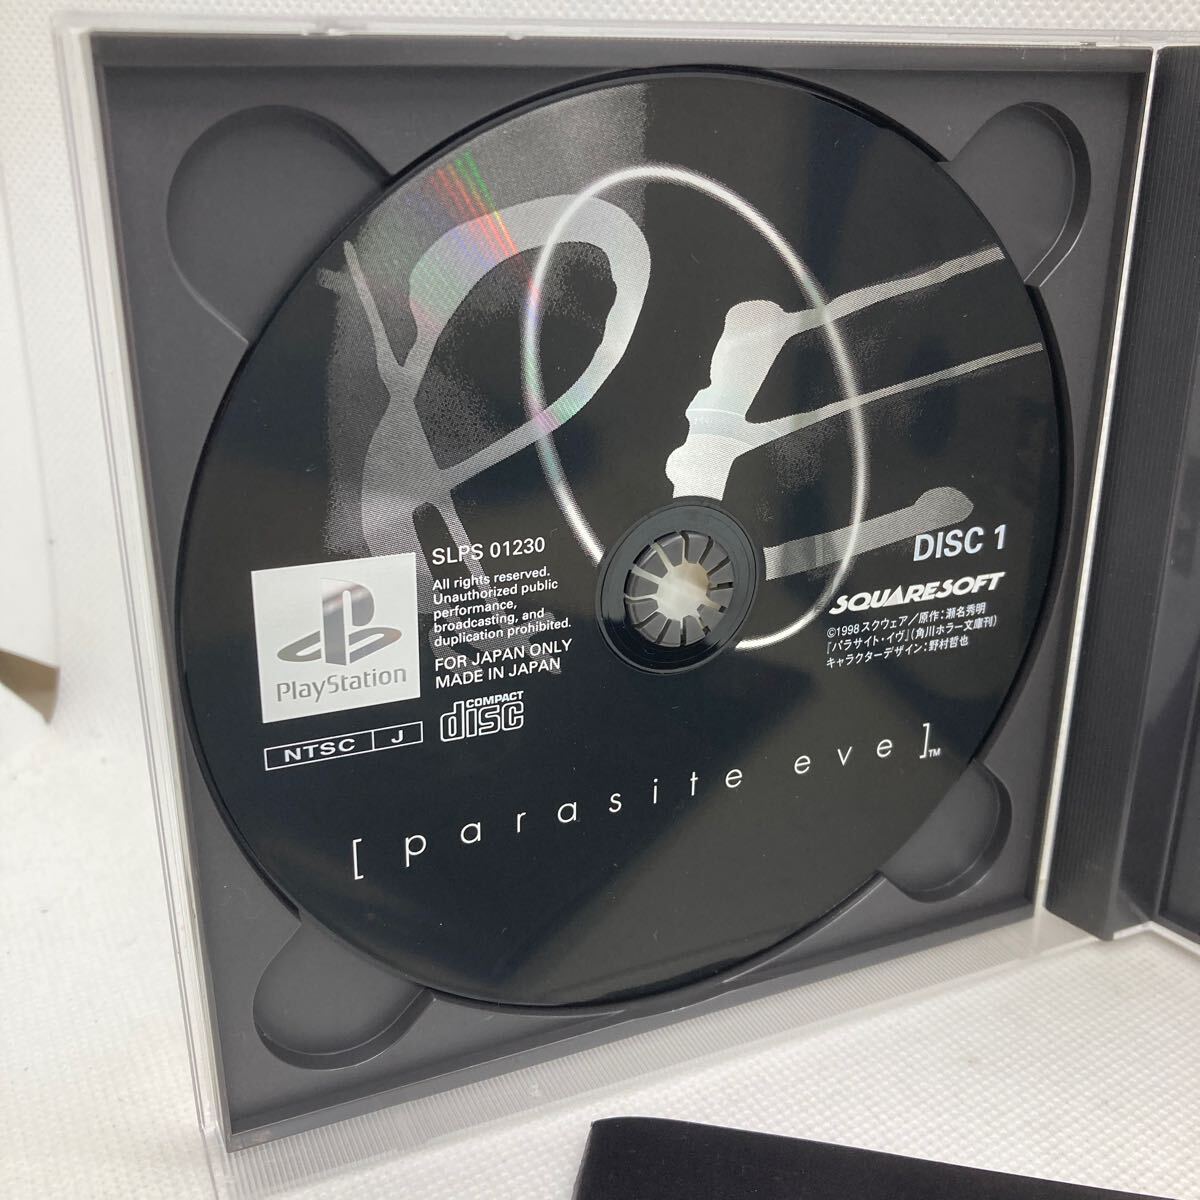 PE
SLPS 01230
All rights reserved.
Unauthorized public
performance,
broadcasting, and
duplication prohibited.
FOR JAPAN ONLY
MADE IN JAPAN
PlayStation
NTSC J
COMPACT
disc
DISC 1
SQUARESOFT
©1998 スクウェア／原作：瀬名秀明
『パラサイト・イヴ』（角川ホラー文庫刊）
キャラクターデザイン：野村哲也
[ parasite eve ]™